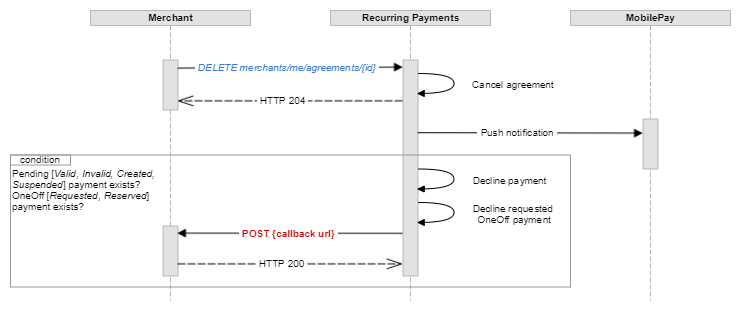 Merchant
Recurring Payments
MobilePay
DELETE merchants/me/agreements/{id}
Cancel agreement
HTTP 204
Push notification
condition
Pending [Valid, Invalid, Created,
Suspended] payment exists?
OneOff [Requested, Reserved]
payment exists?
Decline payment
Decline requested
OneOff payment
POST {callback url}
HTTP 200